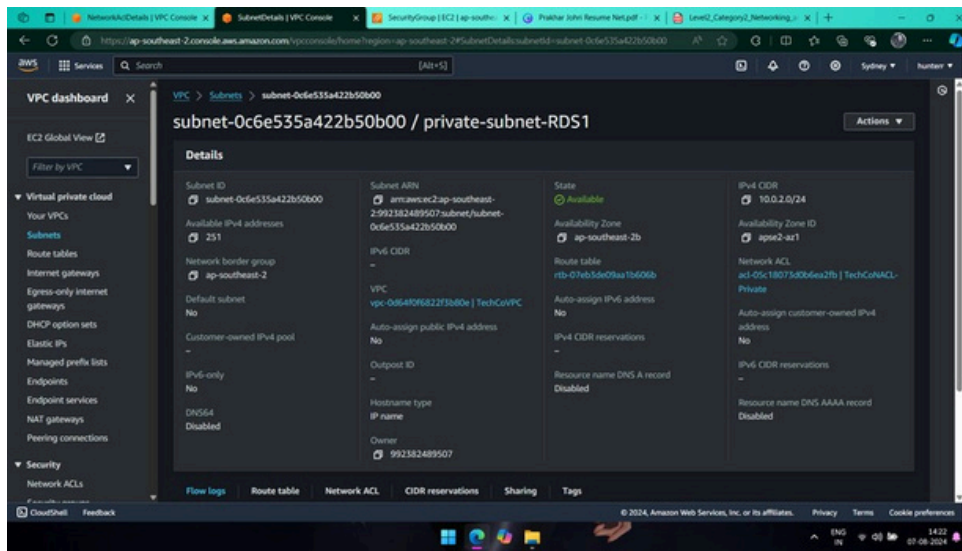 NetworkAclDetails | VPC Console
SubnetDetails | VPC Console
SecurityGroup | EC2 | ap-southe
Prakhar Johri Resume Net.pdf -
Level2_Category2_Networking_
https://ap-southeast-2.console.aws.amazon.com/vpcconsole/home?region=ap-southeast-2#SubnetDetails:subnetId=subnet-0c6e535a422b50b00
aws
Services
Search
[Alt+S]
Sydney
hunterr
VPC dashboard
EC2 Global View
Filter by VPC
Virtual private cloud
Your VPCs
Subnets
Route tables
Internet gateways
Egress-only internet
gateways
DHCP option sets
Elastic IPs
Managed prefix lists
Endpoints
Endpoint services
NAT gateways
Peering connections
Security
Network ACLs
VPC > Subnets > subnet-0c6e535a422b50b00
subnet-0c6e535a422b50b00 / private-subnet-RDS1
Actions
Details
Subnet ID
subnet-0c6e535a422b50b00
Available IPv4 addresses
251
Network border group
ap-southeast-2
Default subnet
No
Customer-owned IPv4 pool
–
IPv6-only
No
DNS64
Disabled
Subnet ARN
arn:aws:ec2:ap-southeast-
2:992382489507:subnet/subnet-
0c6e535a422b50b00
IPv6 CIDR
–
VPC
vpc-0d64f0f6822f3b80e | TechCoVPC
Auto-assign public IPv4 address
No
Outpost ID
–
Hostname type
IP name
Owner
992382489507
State
Available
Availability Zone
ap-southeast-2b
Route table
rtb-07eb3de09aa1b606b
Auto-assign IPv6 address
No
IPv4 CIDR reservations
–
Resource name DNS A record
Disabled
IPv4 CIDR
10.0.2.0/24
Availability Zone ID
apse2-az1
Network ACL
acl-05c18073d0b6ea2fb | TechCoNACL-
Private
Auto-assign customer-owned IPv4
address
No
IPv6 CIDR reservations
–
Resource name DNS AAAA record
Disabled
Flow logs
Route table
Network ACL
CIDR reservations
Sharing
Tags
CloudShell
Feedback
© 2024, Amazon Web Services, Inc. or its affiliates.
Privacy
Terms
Cookie preferences
ENG
IN
14:22
07-08-2024